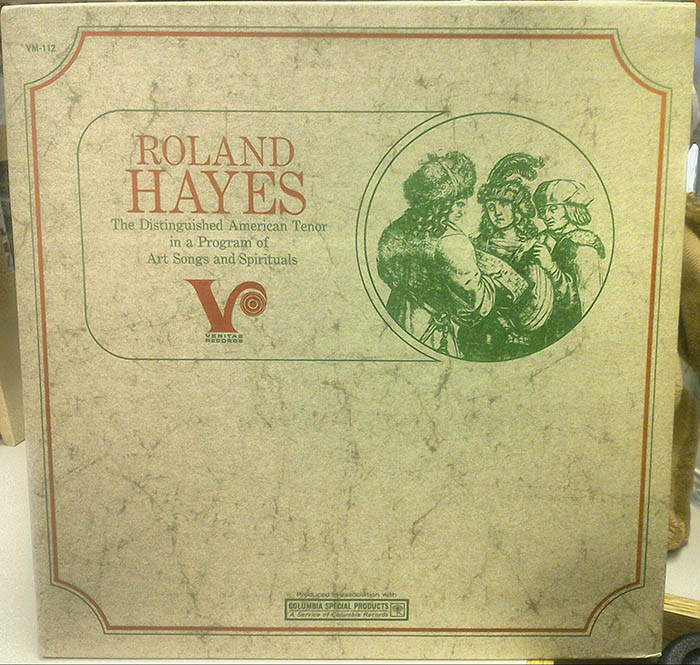 VM-112
ROLAND
HAYES
The Distinguished American Tenor
in a Program of
Art Songs and Spirituals
VERITAS
RECORDS
Produced in association with
COLUMBIA SPECIAL PRODUCTS
A Service of Columbia Records